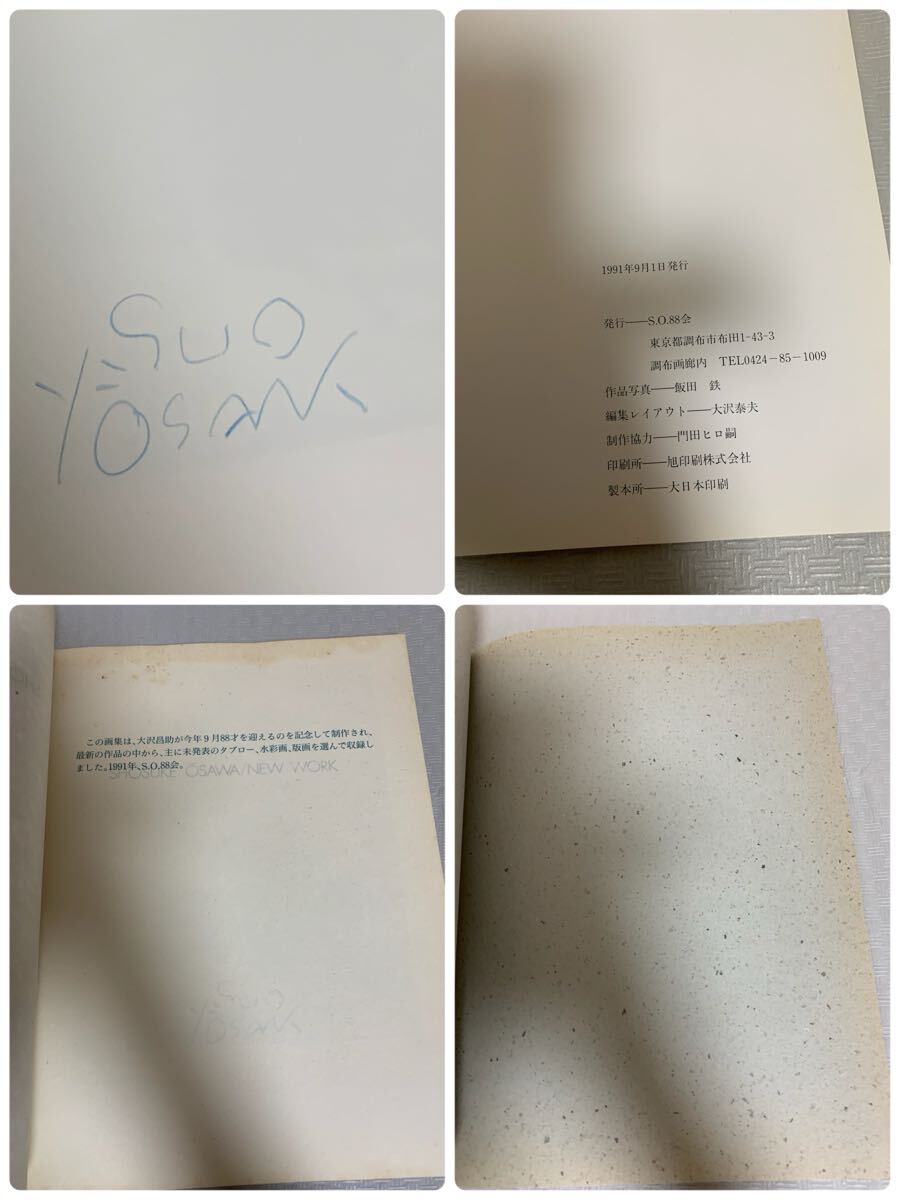 SUO
YŌSAN
1991年9月1日発行
発行——S.O.88会
東京都調布市布田1-43-3
調布画廊内 TEL0424-85-1009
作品写真——飯田 鉄
編集レイアウト——大沢泰夫
制作協力——門田ヒロ嗣
印刷所——旭印刷株式会社
製本所——大日本印刷
この画集は、大沢昌助が今年9月88才を迎えるのを記念して制作され、
最新の作品の中から、主に未発表のタブロー、水彩画、版画を選んで収録し
ました。1991年、S.O.88会。
SHOSUKE ŌSAWA/NEW WORK
SUO
YŌSAN